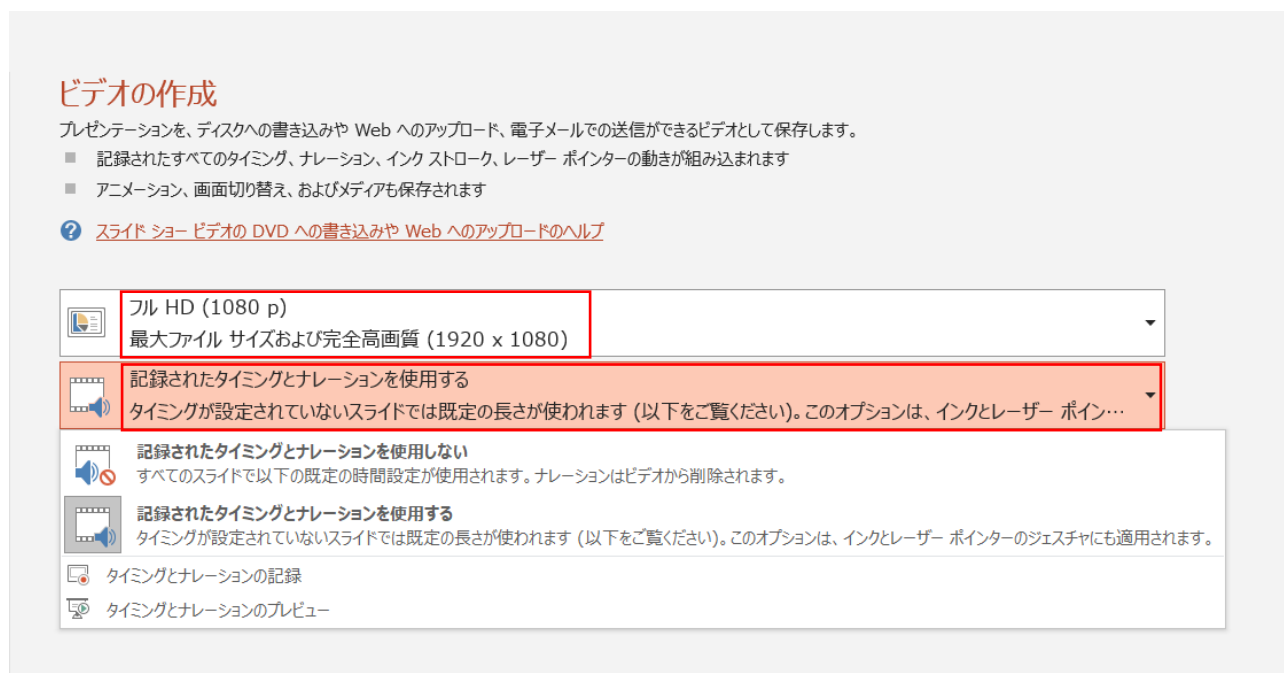 ビデオの作成
プレゼンテーションを、ディスクへの書き込みや Web へのアップロード、電子メールでの送信ができるビデオとして保存します。
記録されたすべてのタイミング、ナレーション、インク ストローク、レーザー ポインターの動きが組み込まれます
アニメーション、画面切り替え、およびメディアも保存されます
スライド ショー ビデオの DVD への書き込みや Web へのアップロードのヘルプ
フル HD (1080 p)
最大ファイル サイズおよび完全高画質 (1920 x 1080)
記録されたタイミングとナレーションを使用する
タイミングが設定されていないスライドでは既定の長さが使われます (以下をご覧ください)。このオプションは、インクとレーザー ポイン…
記録されたタイミングとナレーションを使用しない
すべてのスライドで以下の既定の時間設定が使用されます。ナレーションはビデオから削除されます。
記録されたタイミングとナレーションを使用する
タイミングが設定されていないスライドでは既定の長さが使われます (以下をご覧ください)。このオプションは、インクとレーザー ポインターのジェスチャにも適用されます。
タイミングとナレーションの記録
タイミングとナレーションのプレビュー